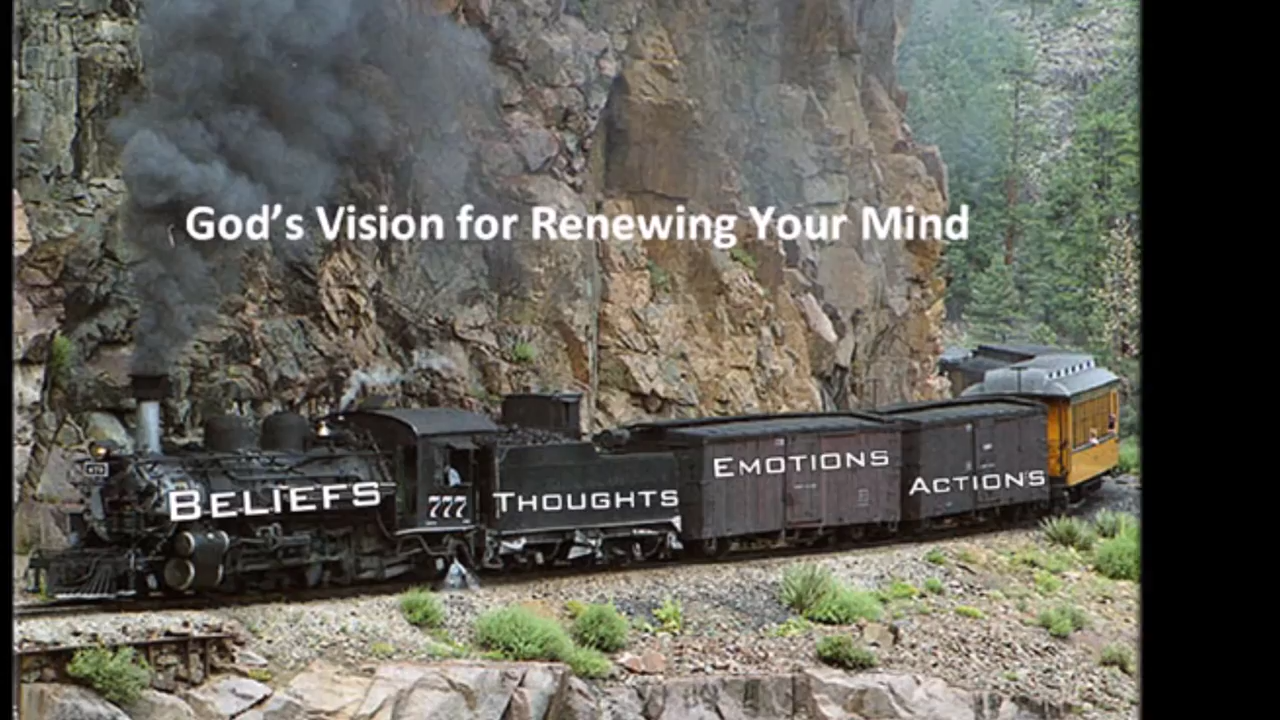 God's Vision for Renewing Your Mind
BELIEFS
777
THOUGHTS
EMOTIONS
ACTIONS